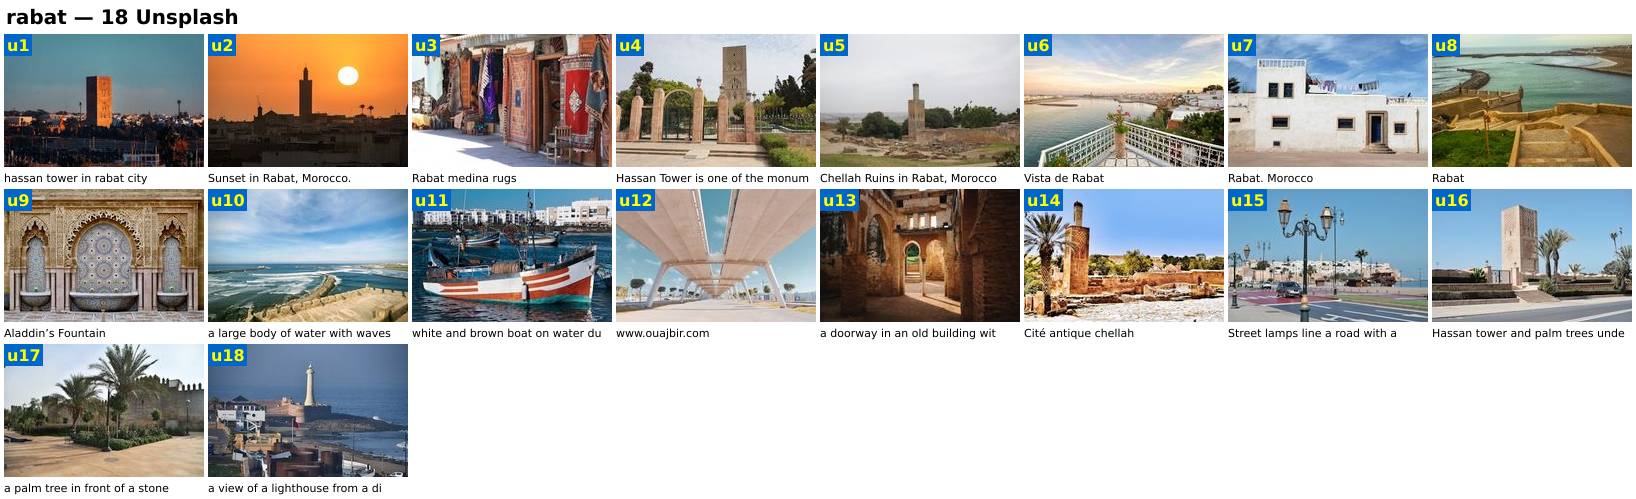 rabat — 18 Unsplash
u1
u2
u3
u4
u5
u6
u7
u8
hassan tower in rabat city
Sunset in Rabat, Morocco.
Rabat medina rugs
Hassan Tower is one of the monum
Chellah Ruins in Rabat, Morocco
Vista de Rabat
Rabat. Morocco
Rabat
u9
u10
u11
u12
u13
u14
u15
u16
Aladdin’s Fountain
a large body of water with waves
white and brown boat on water du
www.ouajbir.com
a doorway in an old building wit
Cité antique chellah
Street lamps line a road with a
Hassan tower and palm trees unde
u17
u18
a palm tree in front of a stone
a view of a lighthouse from a di